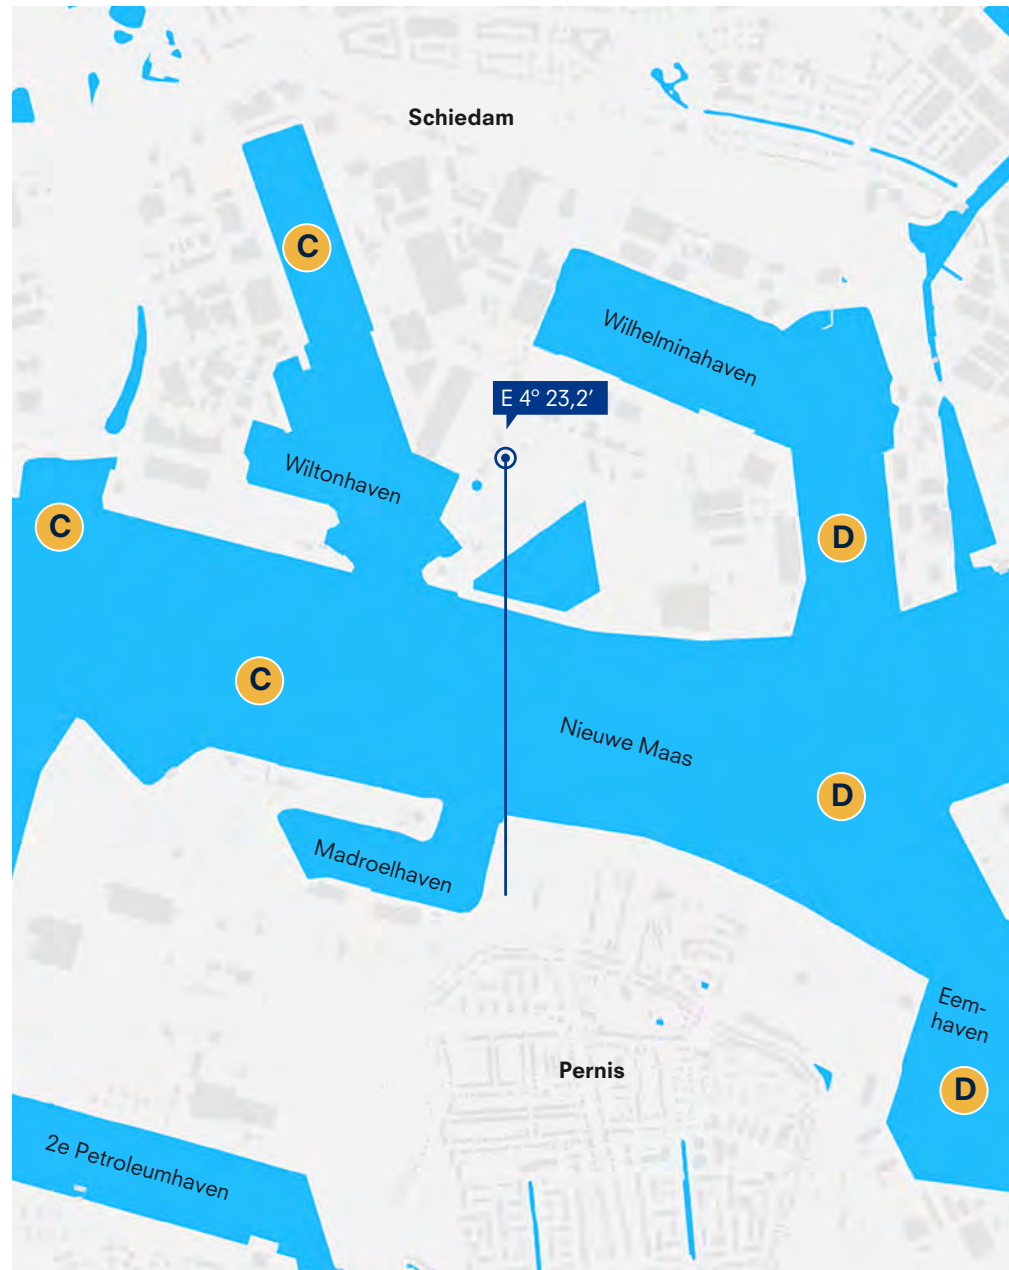 Schiedam
C
Wilhelminahaven
E 4° 23,2′
Wiltonhaven
C
D
C
Nieuwe Maas
D
Madroelhaven
Eem-
haven
Pernis
D
2e Petroleumhaven